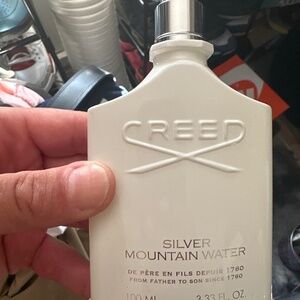 CREED
SILVER
MOUNTAIN WATER
DE PÈRE EN FILS DEPUIS 1760
FROM FATHER TO SON SINCE 1760
100 ML 3.33 FL. OZ.